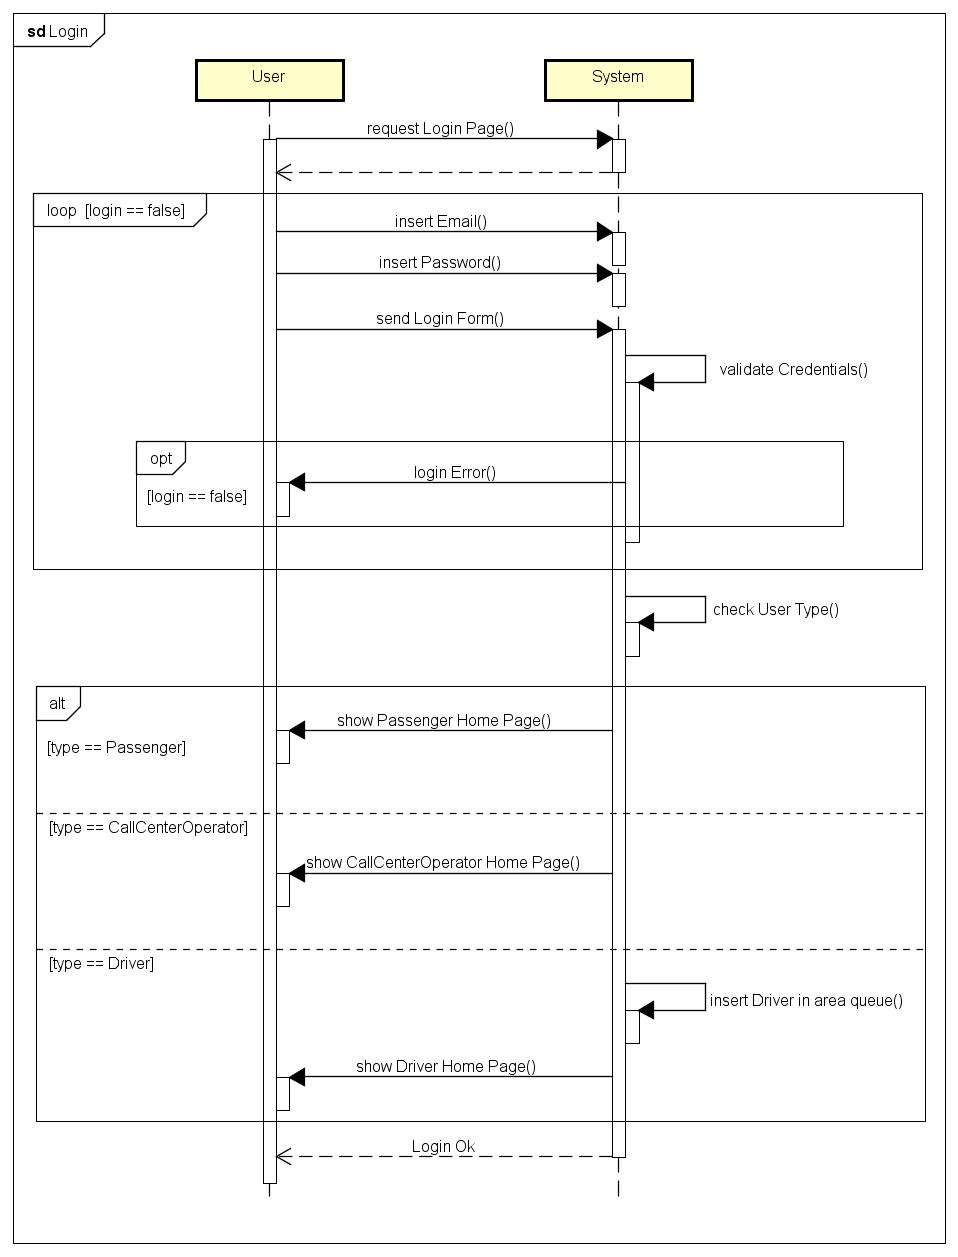 sd Login
User
System
request Login Page()
loop [login == false]
insert Email()
insert Password()
send Login Form()
validate Credentials()
opt
login Error()
[login == false]
check User Type()
alt
show Passenger Home Page()
[type == Passenger]
[type == CallCenterOperator]
show CallCenterOperator Home Page()
[type == Driver]
insert Driver in area queue()
show Driver Home Page()
Login Ok